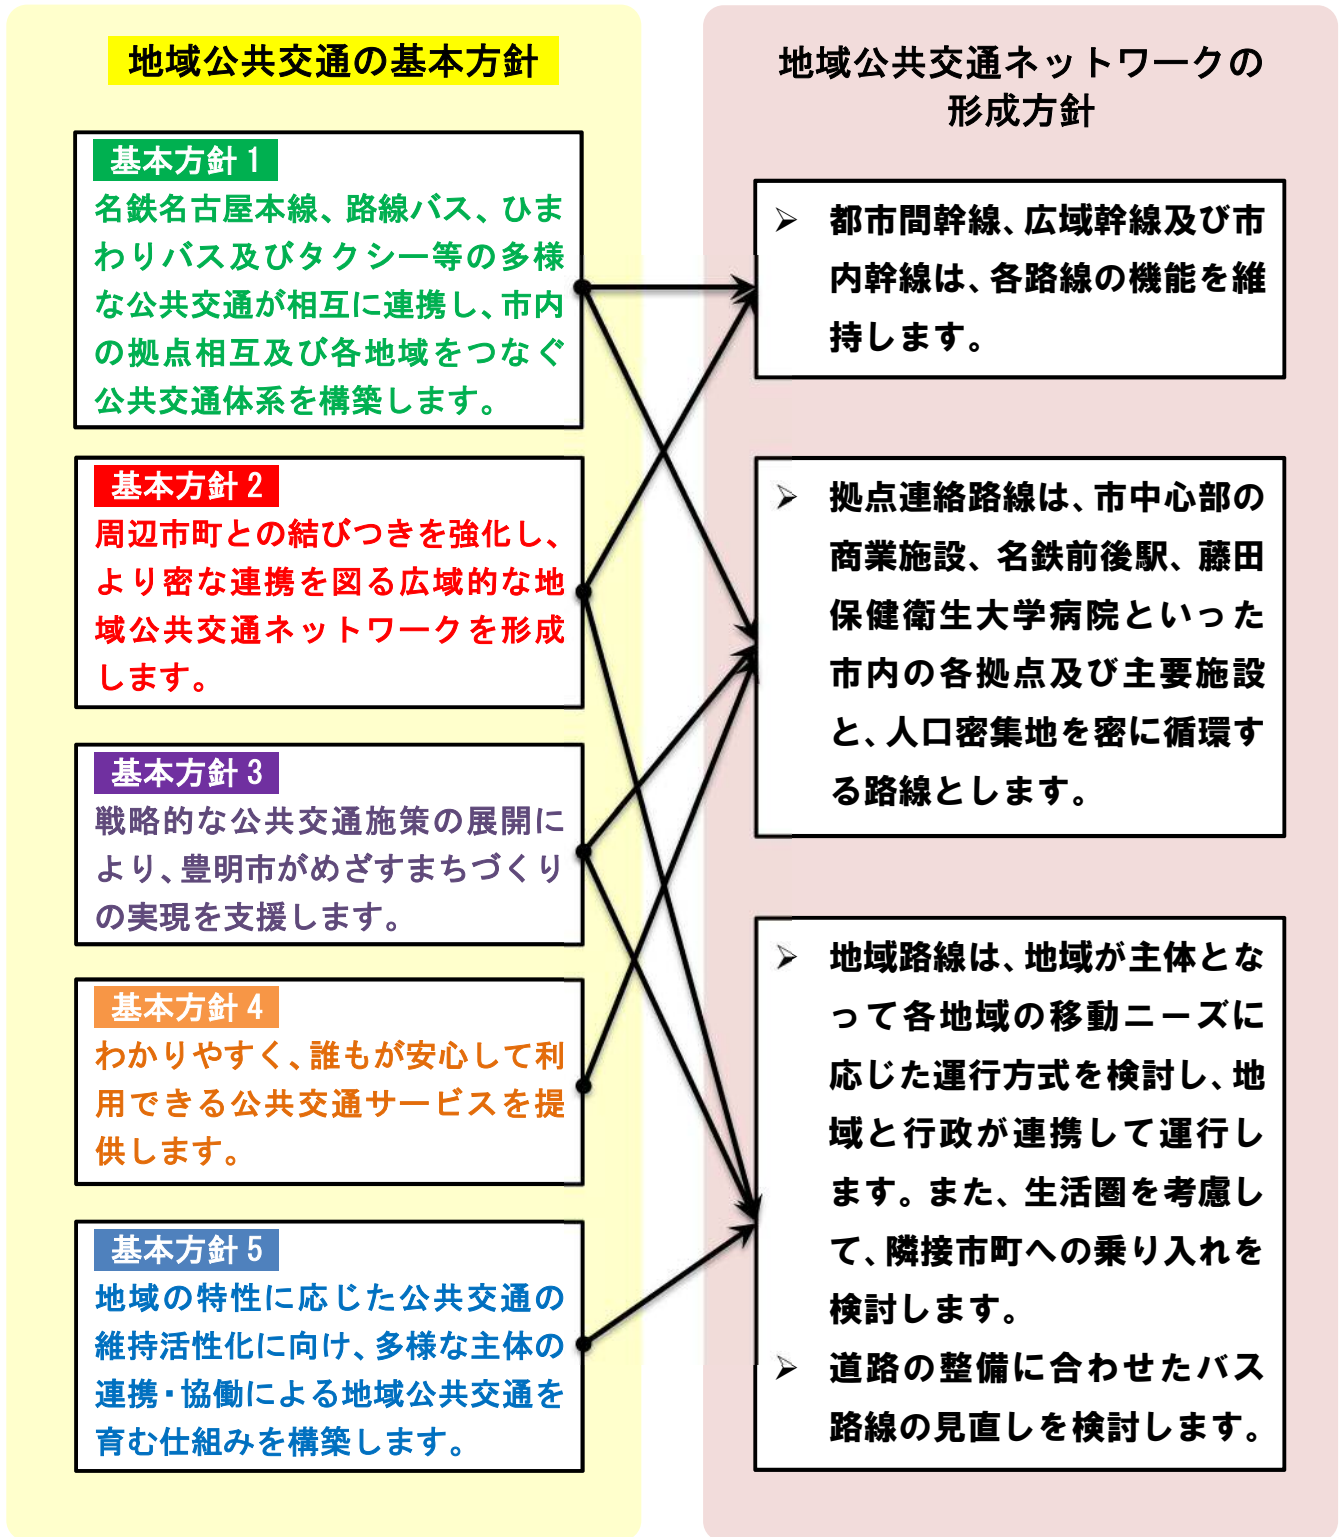 地域公共交通の基本方針
基本方針1
名鉄名古屋本線、路線バス、ひま
わりバス及びタクシー等の多様
な公共交通が相互に連携し、市内
の拠点相互及び各地域をつなぐ
公共交通体系を構築します。
基本方針2
周辺市町との結びつきを強化し、
より密な連携を図る広域的な地
域公共交通ネットワークを形成
します。
基本方針3
戦略的な公共交通施策の展開に
より、豊明市がめざすまちづくり
の実現を支援します。
基本方針4
わかりやすく、誰もが安心して利
用できる公共交通サービスを提
供します。
基本方針5
地域の特性に応じた公共交通の
維持活性化に向け、多様な主体の
連携・協働による地域公共交通を
育む仕組みを構築します。
地域公共交通ネットワークの
形成方針
➢ 都市間幹線、広域幹線及び市
内幹線は、各路線の機能を維
持します。
➢ 拠点連絡路線は、市中心部の
商業施設、名鉄前後駅、藤田
保健衛生大学病院といった
市内の各拠点及び主要施設
と、人口密集地を密に循環す
る路線とします。
➢ 地域路線は、地域が主体とな
って各地域の移動ニーズに
応じた運行方式を検討し、地
域と行政が連携して運行し
ます。また、生活圏を考慮し
て、隣接市町への乗り入れを
検討します。
➢ 道路の整備に合わせたバス
路線の見直しを検討します。